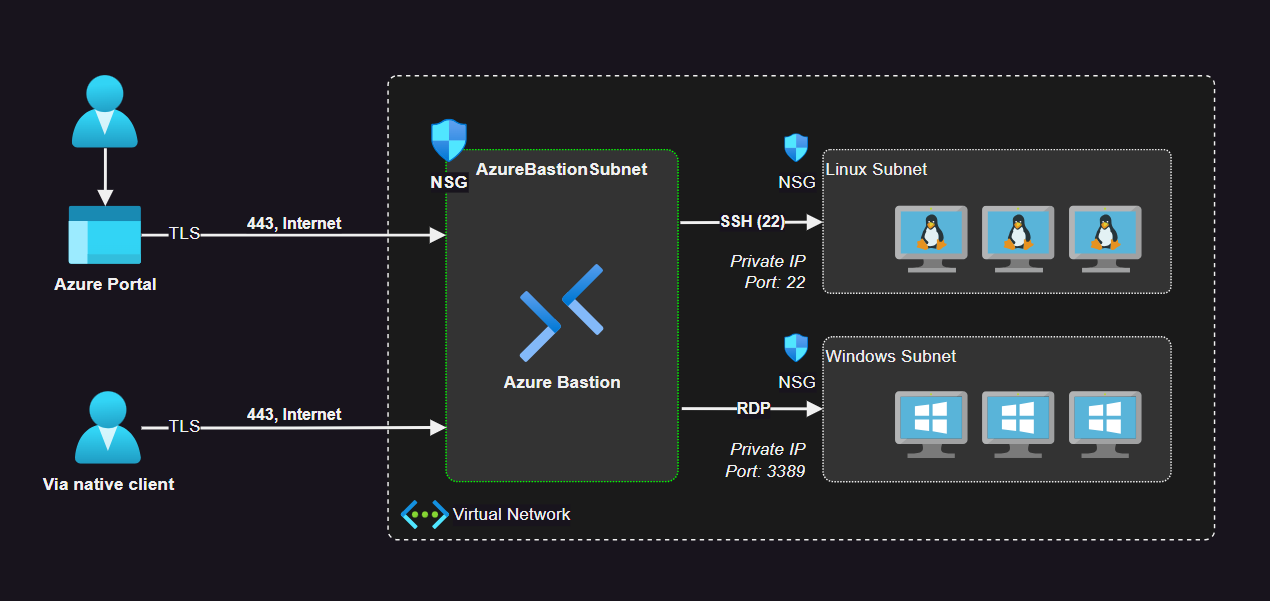 Azure Portal
TLS
443, Internet
Via native client
TLS
443, Internet
NSG
AzureBastionSubnet
Azure Bastion
Virtual Network
SSH (22)
Private IP
Port: 22
NSG
Linux Subnet
RDP
Private IP
Port: 3389
NSG
Windows Subnet